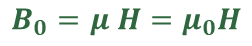 B₀ = μ H = μ₀H